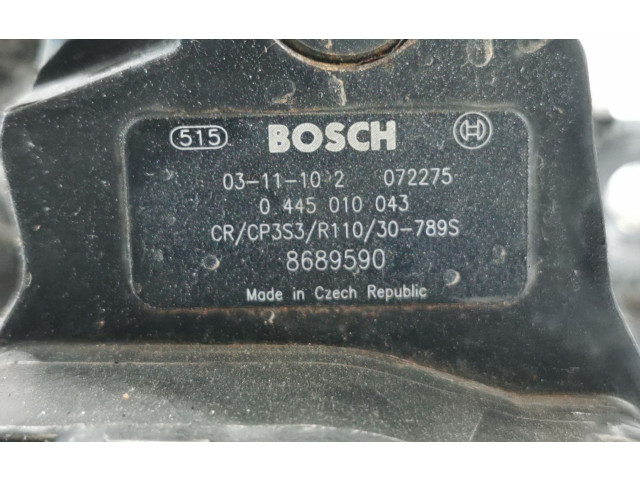 515 BOSCH
03-11-10 2 072275
0 445 010 043
CR/CP3S3/R110/30-789S
8689590
Made in Czech Republic